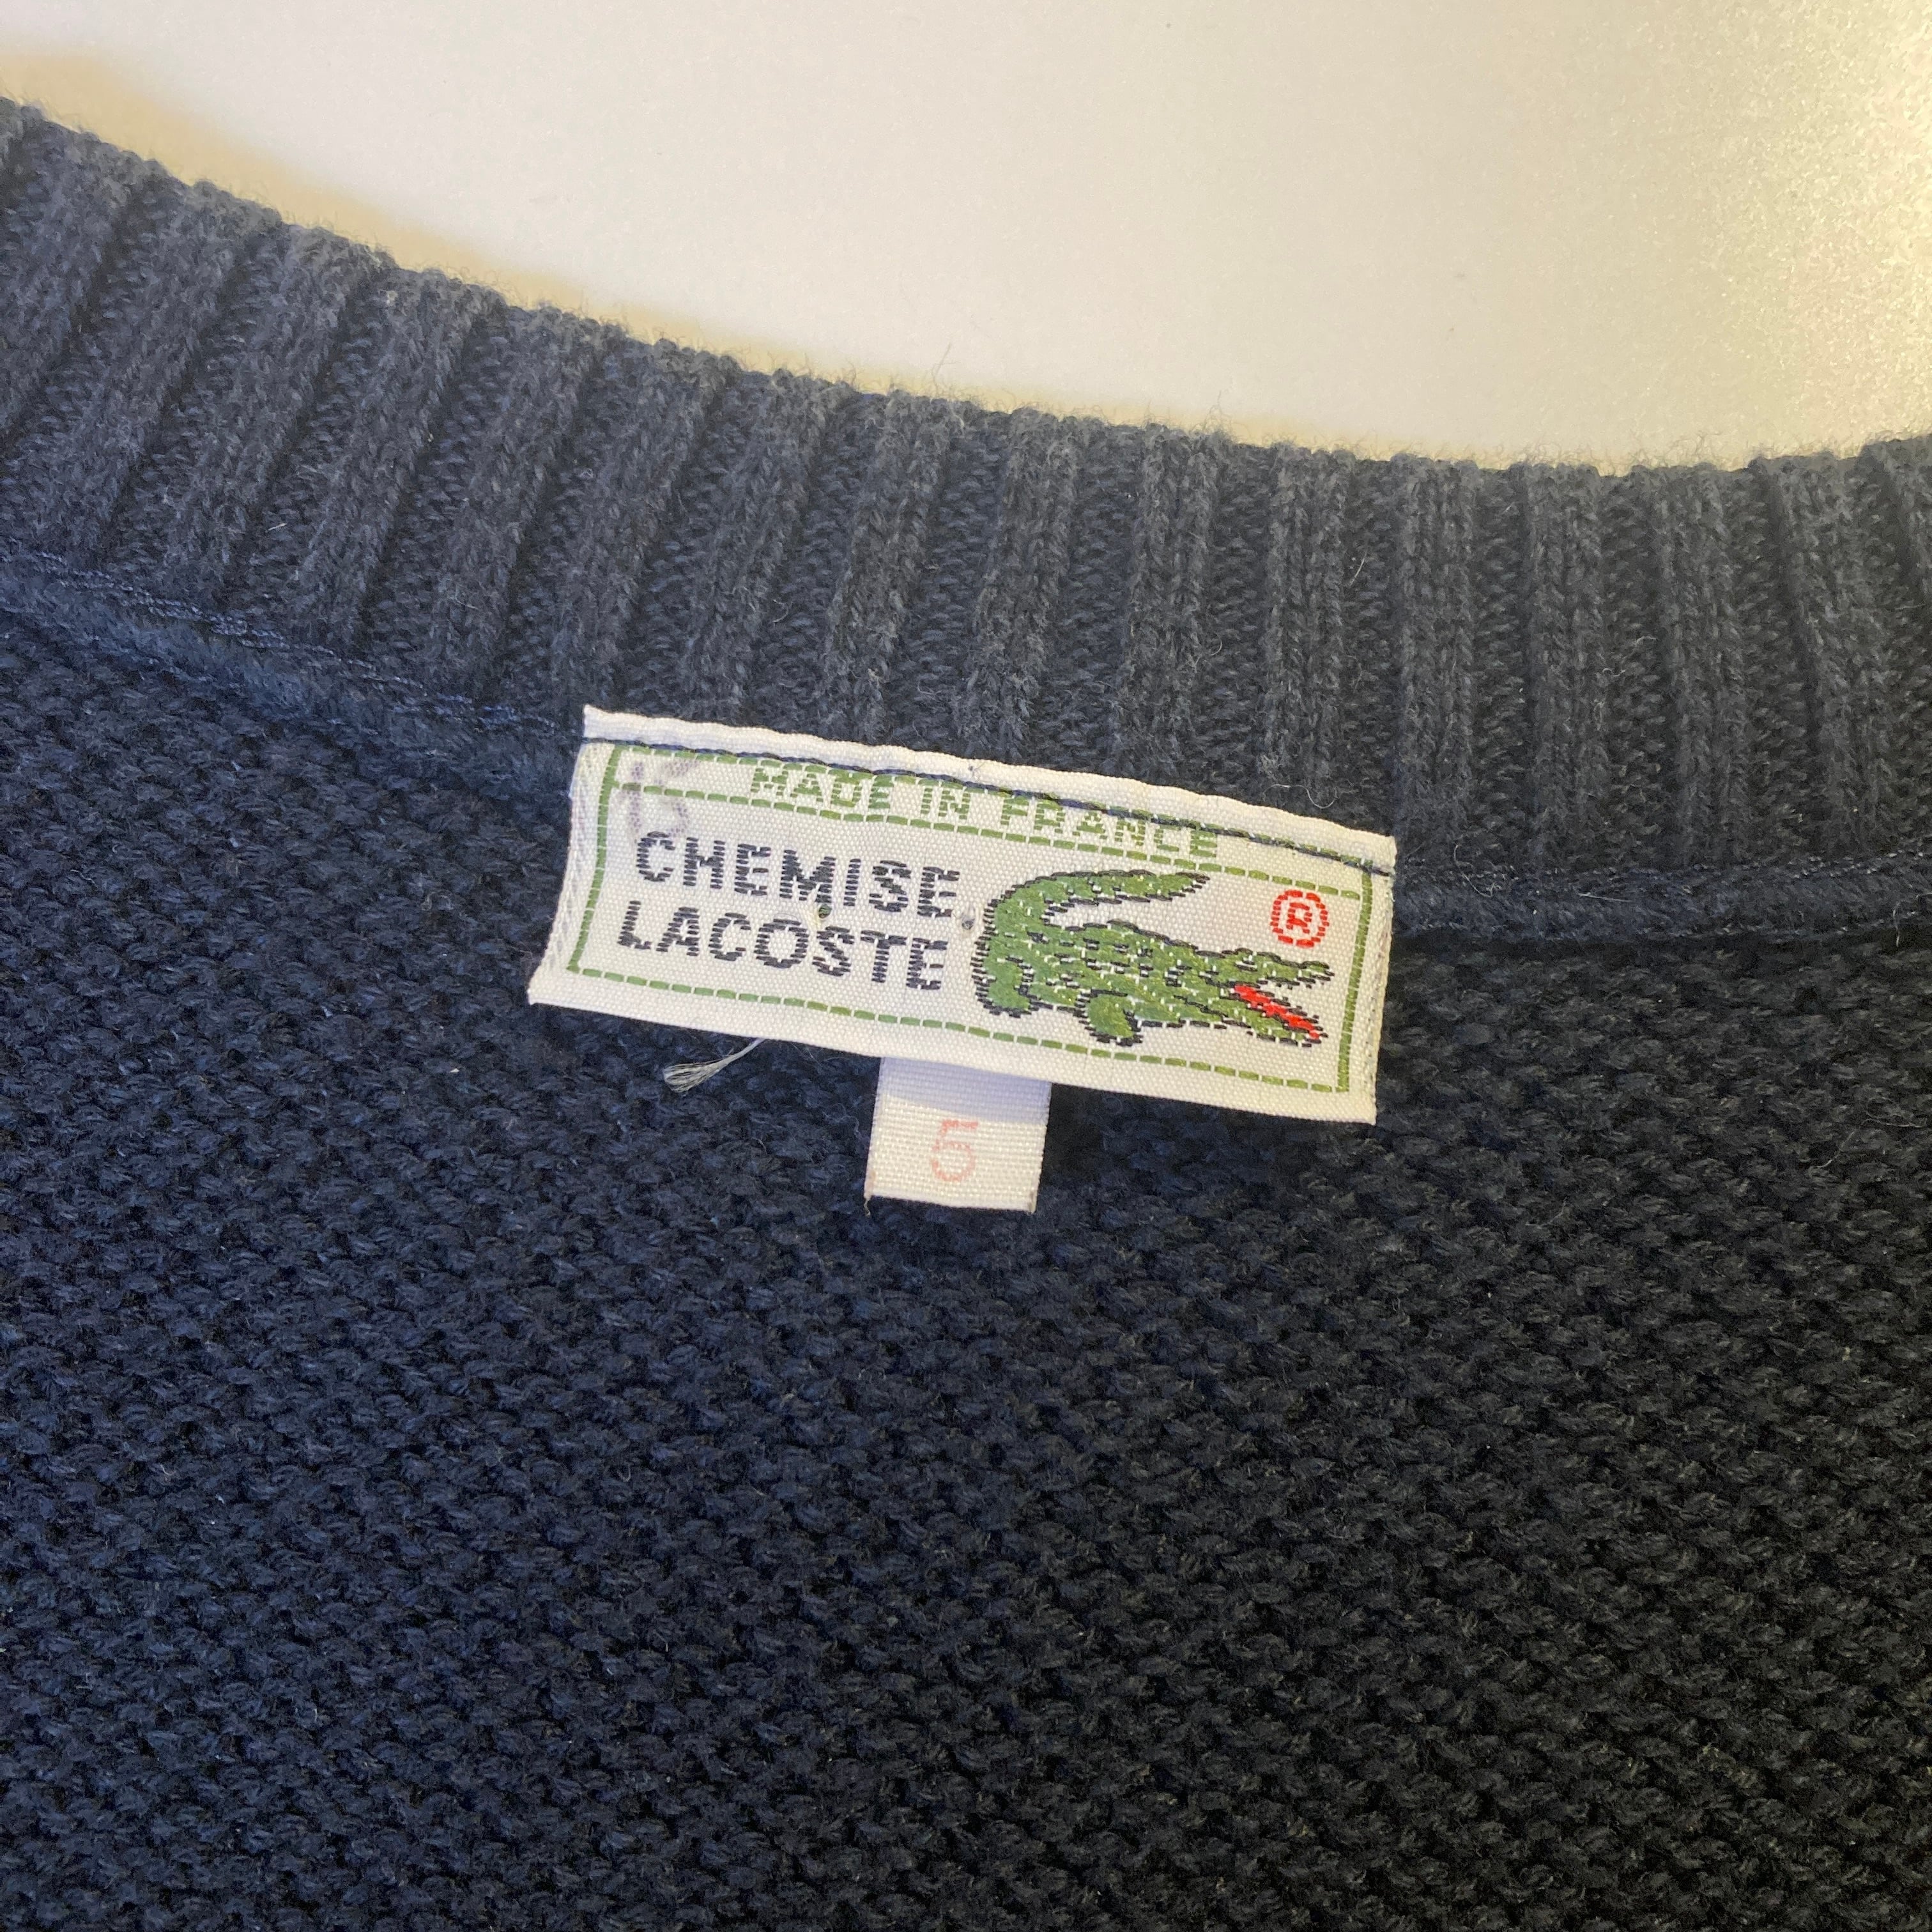 MADE IN FRANCE
CHEMISE
LACOSTE
®
5